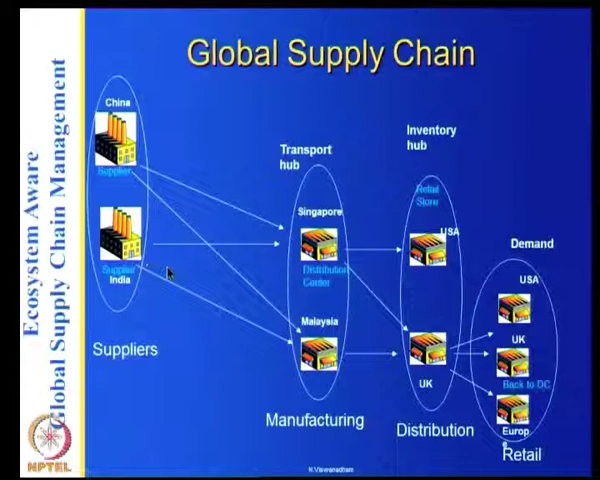 Global Supply Chain
Ecosystem Aware
Global Supply Chain Management
China
Supplier
Supplier
India
Suppliers
Transport
hub
Singapore
Distribution
Center
Malaysia
Manufacturing
Inventory
hub
Retail
Store
USA
UK
Distribution
Demand
USA
UK
Back to DC
Europ
e
Retail
NPTEL
N.Viswanadham